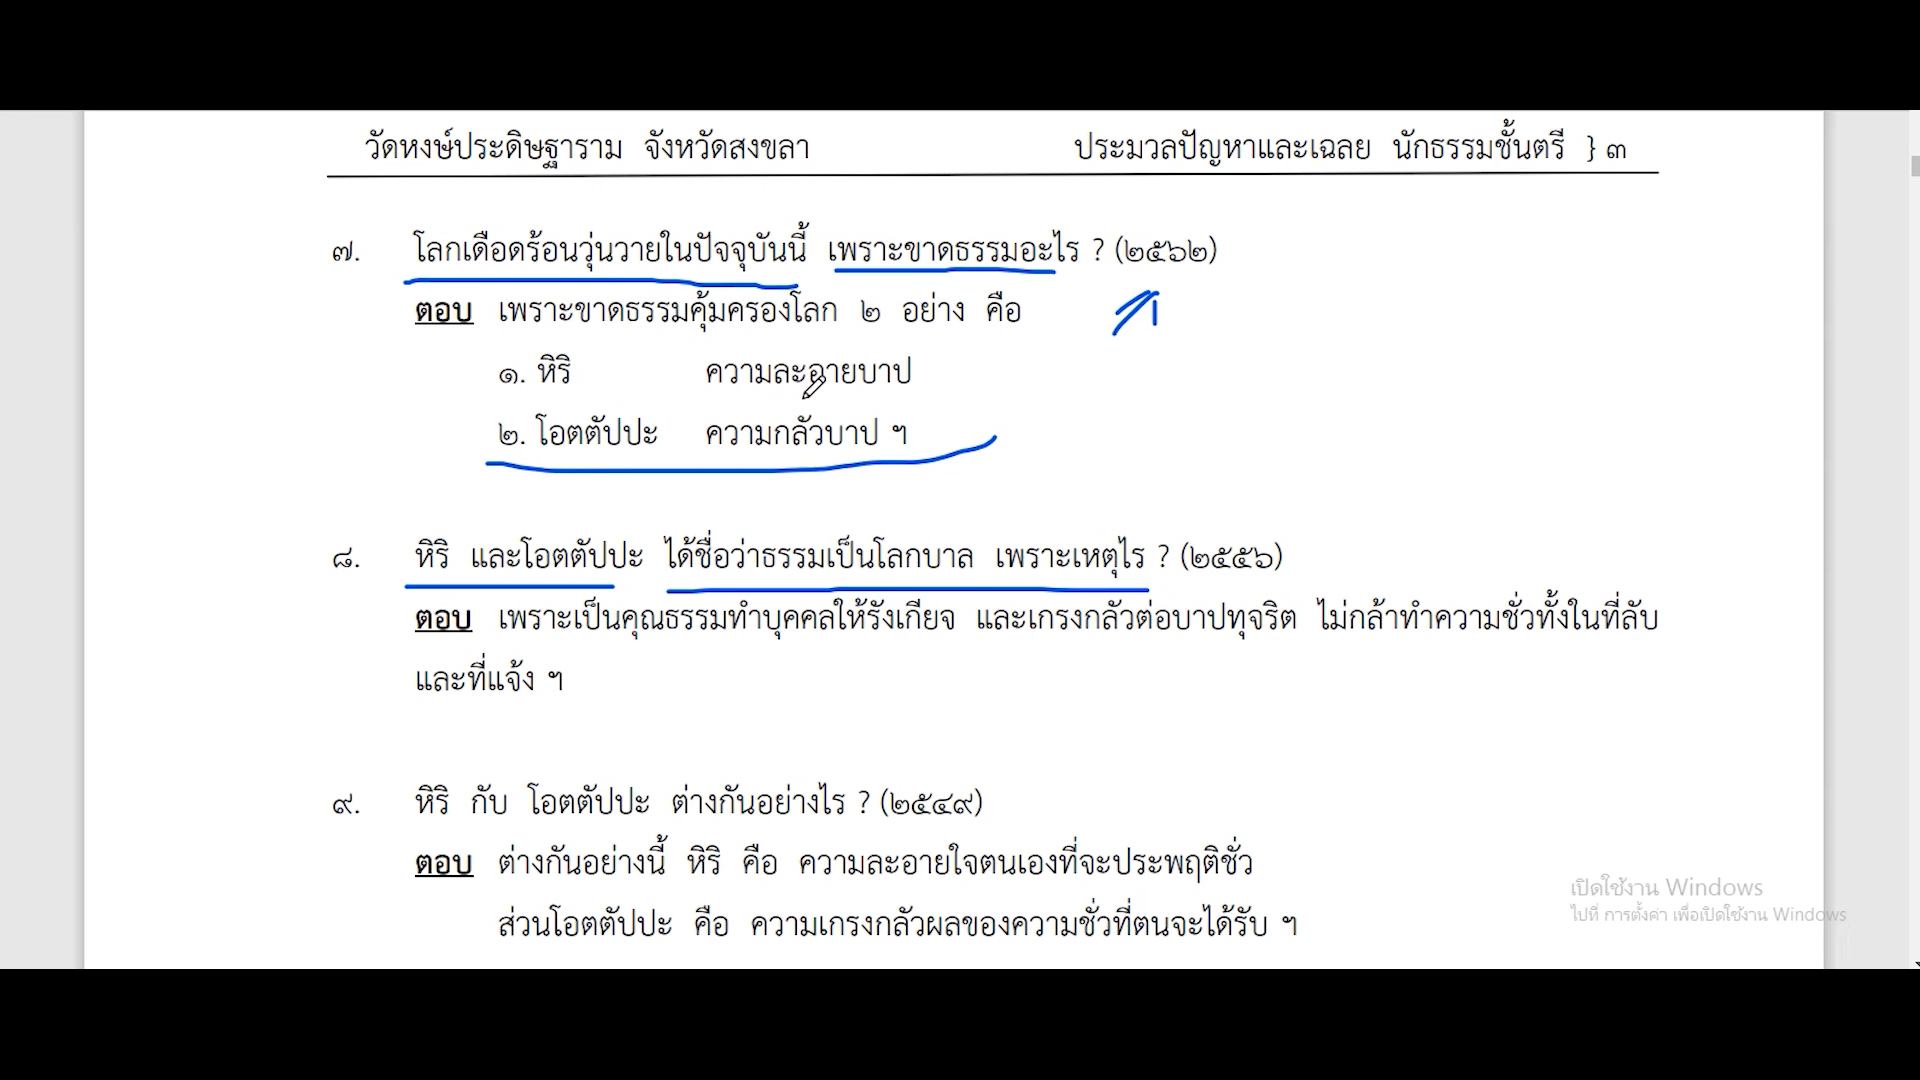 วัดหงษ์ประดิษฐาราม จังหวัดสงขลา ประมวลปัญหาและเฉลย นักธรรมชั้นตรี } ๓
๗. โลกเดือดร้อนวุ่นวายในปัจจุบันนี้ เพราะขาดธรรมอะไร ? (๒๕๖๒)
ตอบ เพราะขาดธรรมคุ้มครองโลก ๒ อย่าง คือ
๑. หิริ ความละอายบาป
๒. โอตตัปปะ ความกลัวบาป ฯ
๘. หิริ และโอตตัปปะ ได้ชื่อว่าธรรมเป็นโลกบาล เพราะเหตุไร ? (๒๕๕๖)
ตอบ เพราะเป็นคุณธรรมทำบุคคลให้รังเกียจ และเกรงกลัวต่อบาปทุจริต ไม่กล้าทำความชั่วทั้งในที่ลับ
และที่แจ้ง ฯ
๙. หิริ กับ โอตตัปปะ ต่างกันอย่างไร ? (๒๕๔๙)
ตอบ ต่างกันอย่างนี้ หิริ คือ ความละอายใจตนเองที่จะประพฤติชั่ว
ส่วนโอตตัปปะ คือ ความเกรงกลัวผลของความชั่วที่ตนจะได้รับ ฯ
เปิดใช้งาน Windows
ไปที่ การตั้งค่า เพื่อเปิดใช้งาน Windows